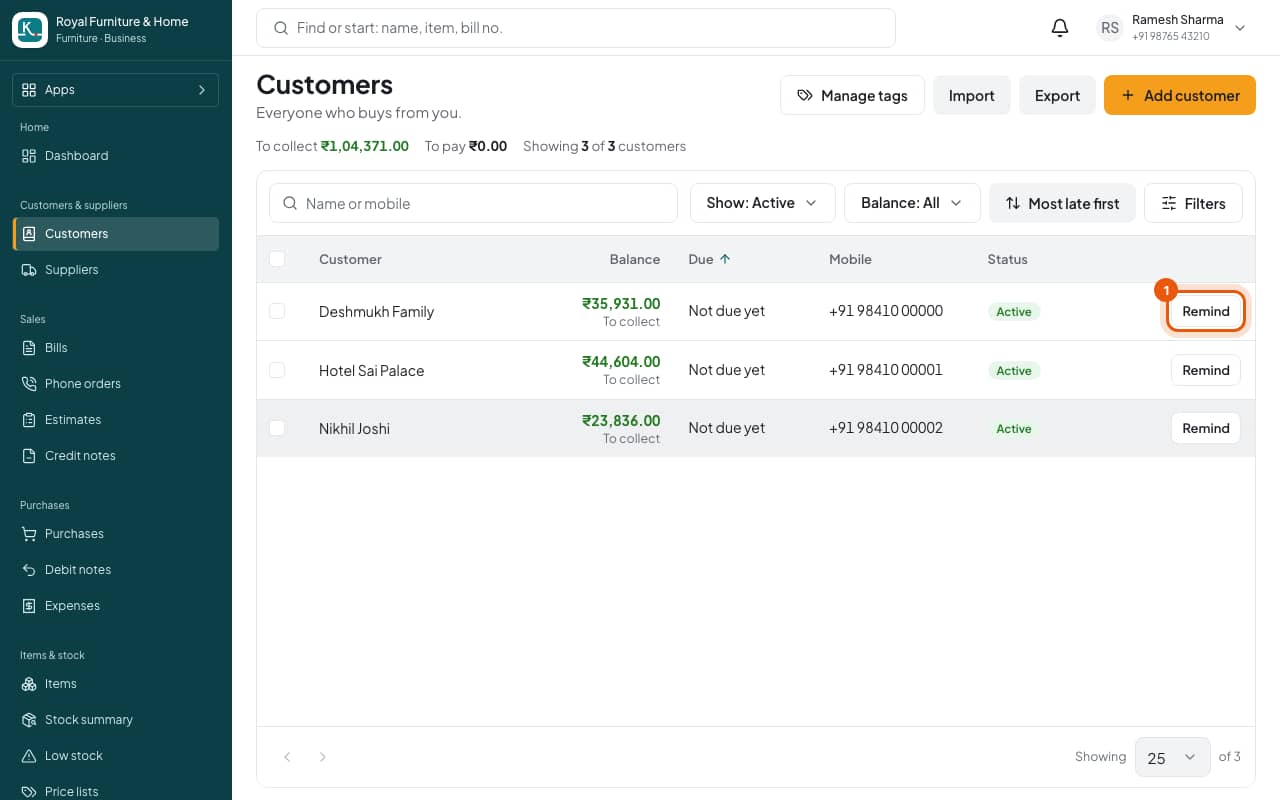 Royal Furniture & Home
Furniture · Business
Apps
Home
Dashboard
Customers & suppliers
Customers
Suppliers
Sales
Bills
Phone orders
Estimates
Credit notes
Purchases
Purchases
Debit notes
Expenses
Items & stock
Items
Stock summary
Low stock
Price lists
Find or start: name, item, bill no.
RS
Ramesh Sharma
+91 98765 43210
Customers
Everyone who buys from you.
Manage tags
Import
Export
Add customer
To collect ₹1,04,371.00 To pay ₹0.00 Showing 3 of 3 customers
Name or mobile
Show: Active
Balance: All
Most late first
Filters
Customer Balance Due Mobile Status
1
Deshmukh Family ₹35,931.00 Not due yet +91 98410 00000 Active Remind
To collect
Hotel Sai Palace ₹44,604.00 Not due yet +91 98410 00001 Active Remind
To collect
Nikhil Joshi ₹23,836.00 Not due yet +91 98410 00002 Active Remind
To collect
Showing 25 of 3